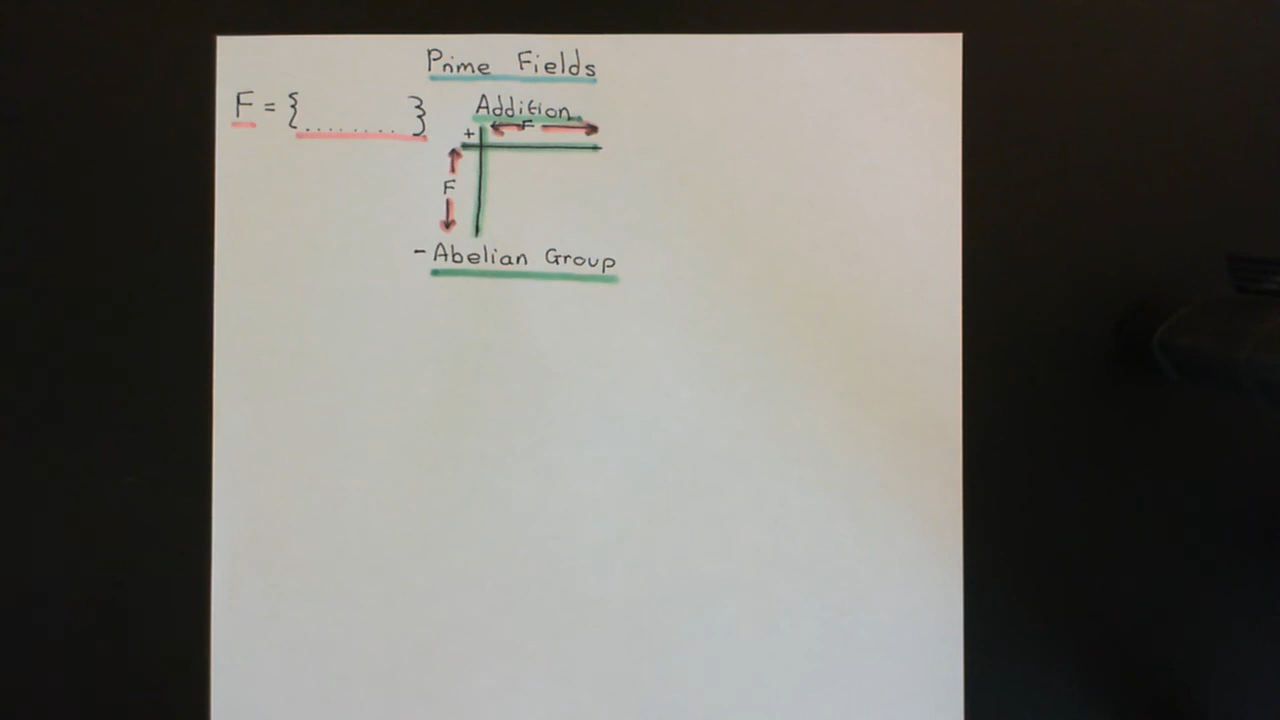 Prime Fields
F = {........}
Addition
+ F
F
- Abelian Group